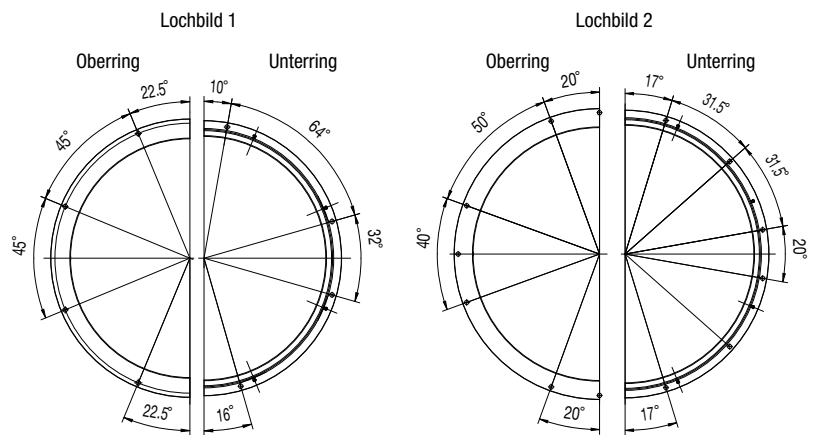 Lochbild 1
Oberring
Unterring
22.5°
10°
45°
64°
45°
32°
22.5°
16°
Lochbild 2
Oberring
Unterring
20°
17°
50°
31.5°
31.5°
40°
20°
20°
17°